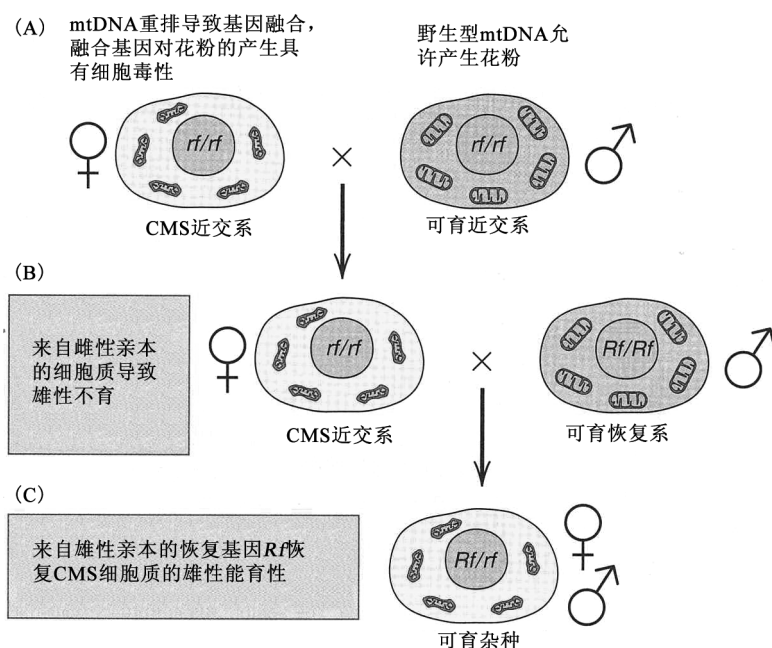 (A)
mtDNA重排导致基因融合，
融合基因对花粉的产生具
有细胞毒性
野生型mtDNA允
许产生花粉
rf/rf
×
rf/rf
CMS近交系
可育近交系
(B)
来自雌性亲本
的细胞质导致
雄性不育
rf/rf
×
Rf/Rf
CMS近交系
可育恢复系
(C)
来自雄性亲本的恢复基因Rf恢
复CMS细胞质的雄性能育性
Rf/rf
可育杂种